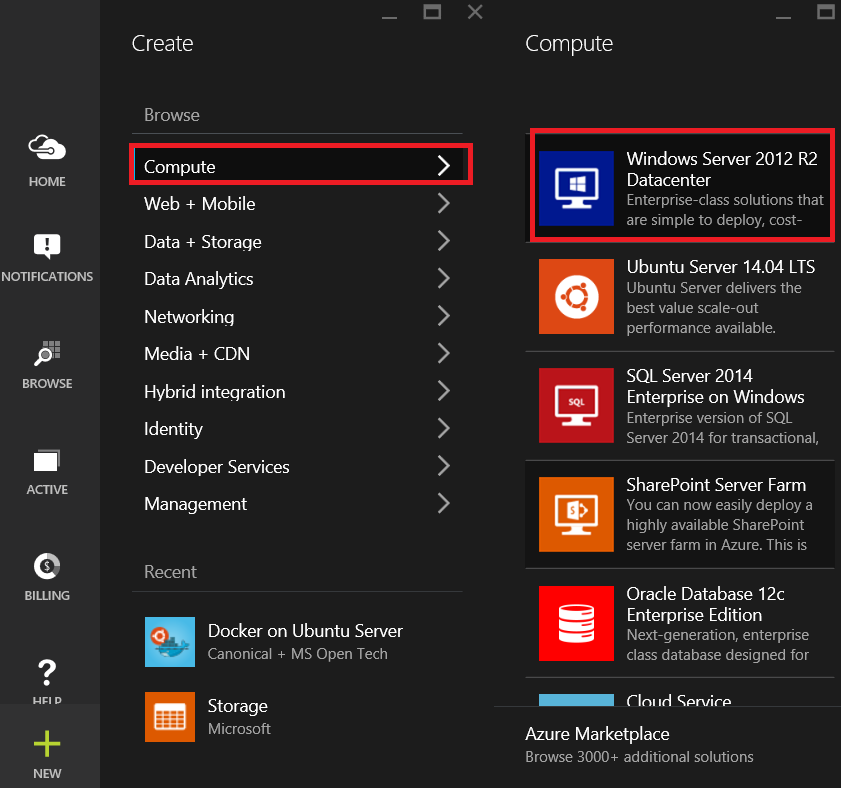 HOME
NOTIFICATIONS
BROWSE
ACTIVE
$
BILLING
?
HELP
NEW
Create
Browse
Compute
Web + Mobile
Data + Storage
Data Analytics
Networking
Media + CDN
Hybrid integration
Identity
Developer Services
Management
Recent
Docker on Ubuntu Server
Canonical + MS Open Tech
Storage
Microsoft
Compute
Windows Server 2012 R2
Datacenter
Enterprise-class solutions that
are simple to deploy, cost-
Ubuntu Server 14.04 LTS
Ubuntu Server delivers the
best value scale-out
performance available.
SQL
SQL Server 2014
Enterprise on Windows
Enterprise version of SQL
Server 2014 for transactional,
S
SharePoint Server Farm
You can now easily deploy a
highly available SharePoint
server farm in Azure. This is
Oracle Database 12c
Enterprise Edition
Next-generation, enterprise
class database designed for
Cloud Service
Azure Marketplace
Browse 3000+ additional solutions